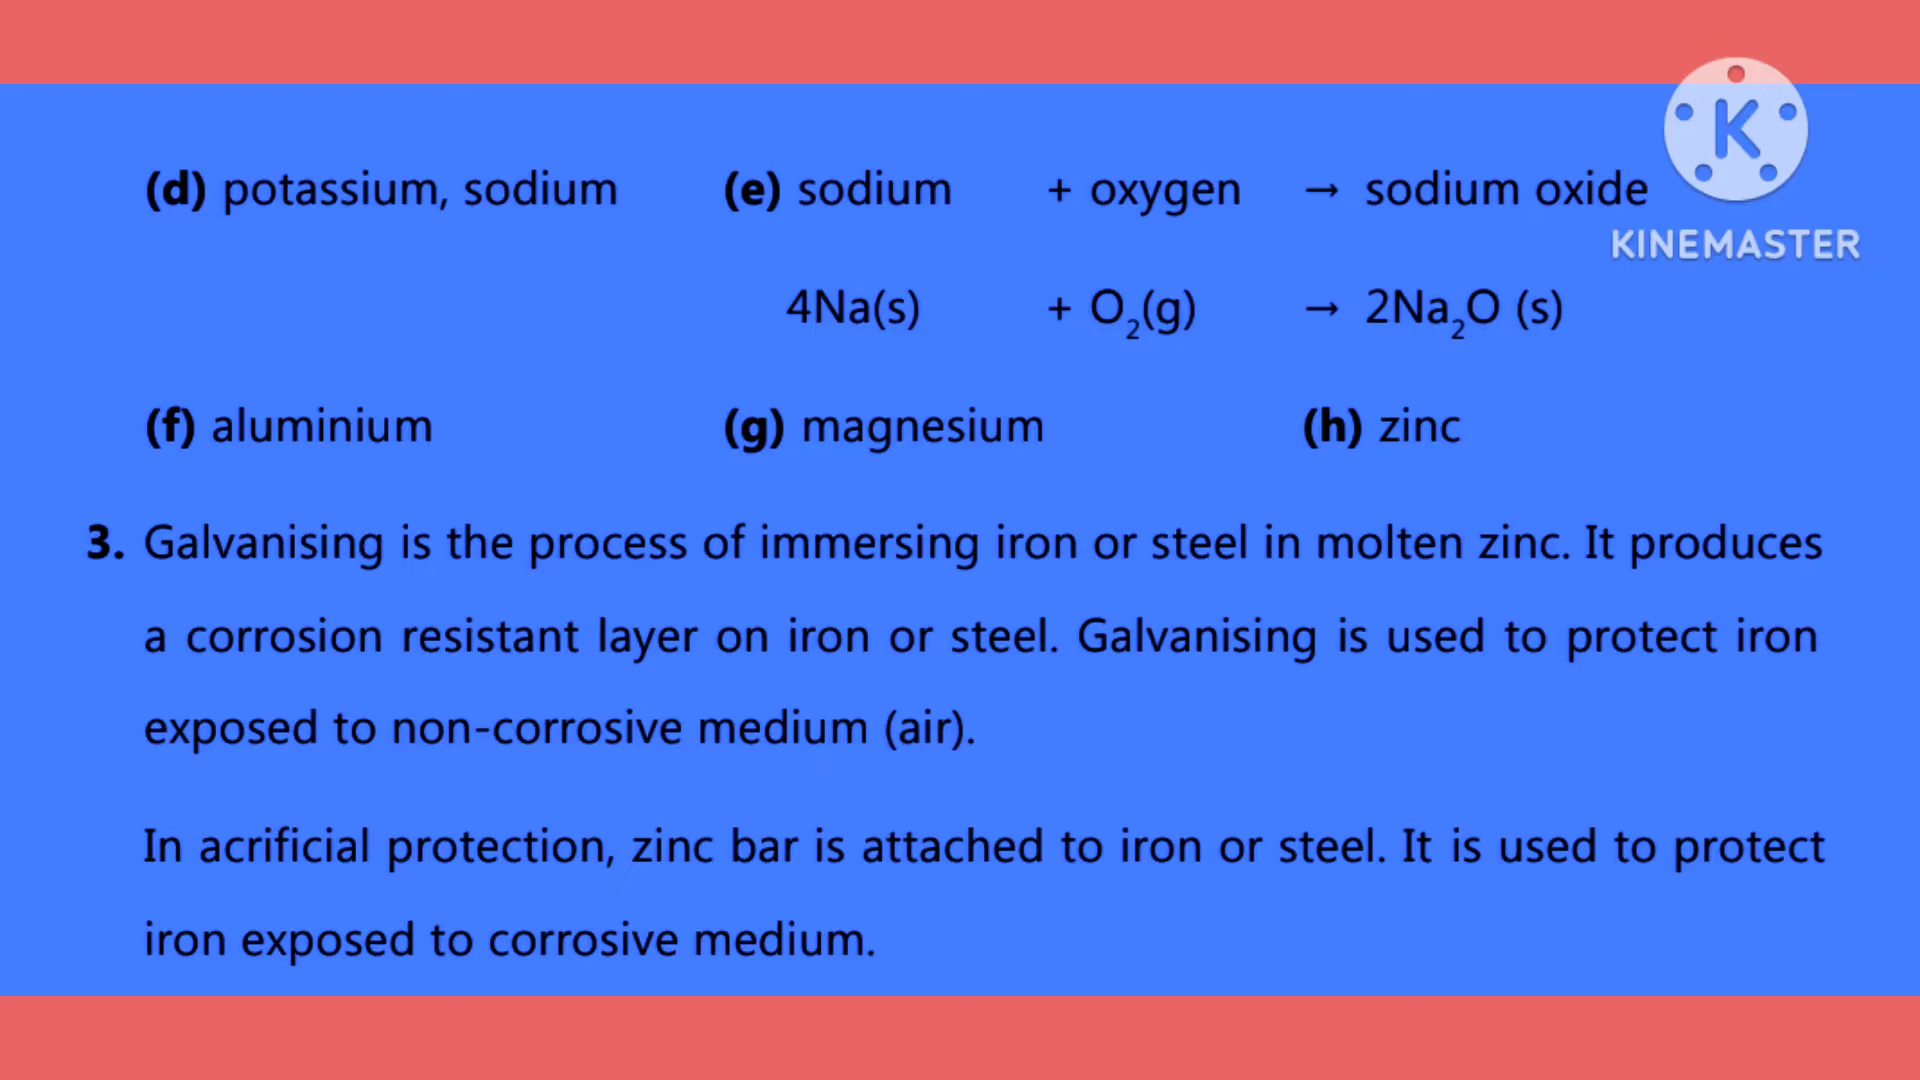 (d) potassium, sodium (e) sodium + oxygen → sodium oxide
KINEMASTER
4Na(s) + O₂(g) → 2Na₂O (s)
(f) aluminium (g) magnesium (h) zinc
3. Galvanising is the process of immersing iron or steel in molten zinc. It produces
a corrosion resistant layer on iron or steel. Galvanising is used to protect iron
exposed to non-corrosive medium (air).
In acrificial protection, zinc bar is attached to iron or steel. It is used to protect
iron exposed to corrosive medium.